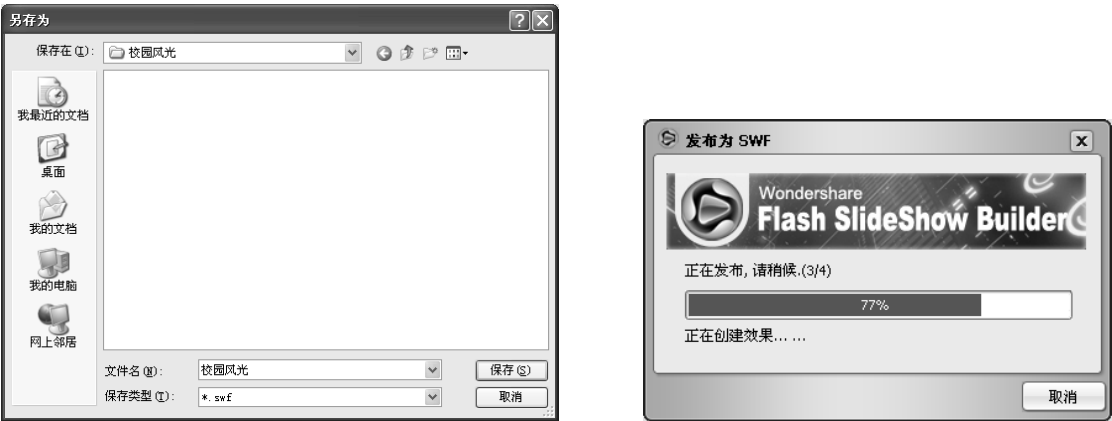 另存为
保存在(I):
校园风光
我最近的文档
桌面
我的文档
我的电脑
网上邻居
文件名(N):
校园风光
保存(S)
保存类型(T):
*.swf
取消
发布为 SWF
Wondershare
Flash SlideShow Builder
正在发布, 请稍候.(3/4)
77%
正在创建效果... ...
取消